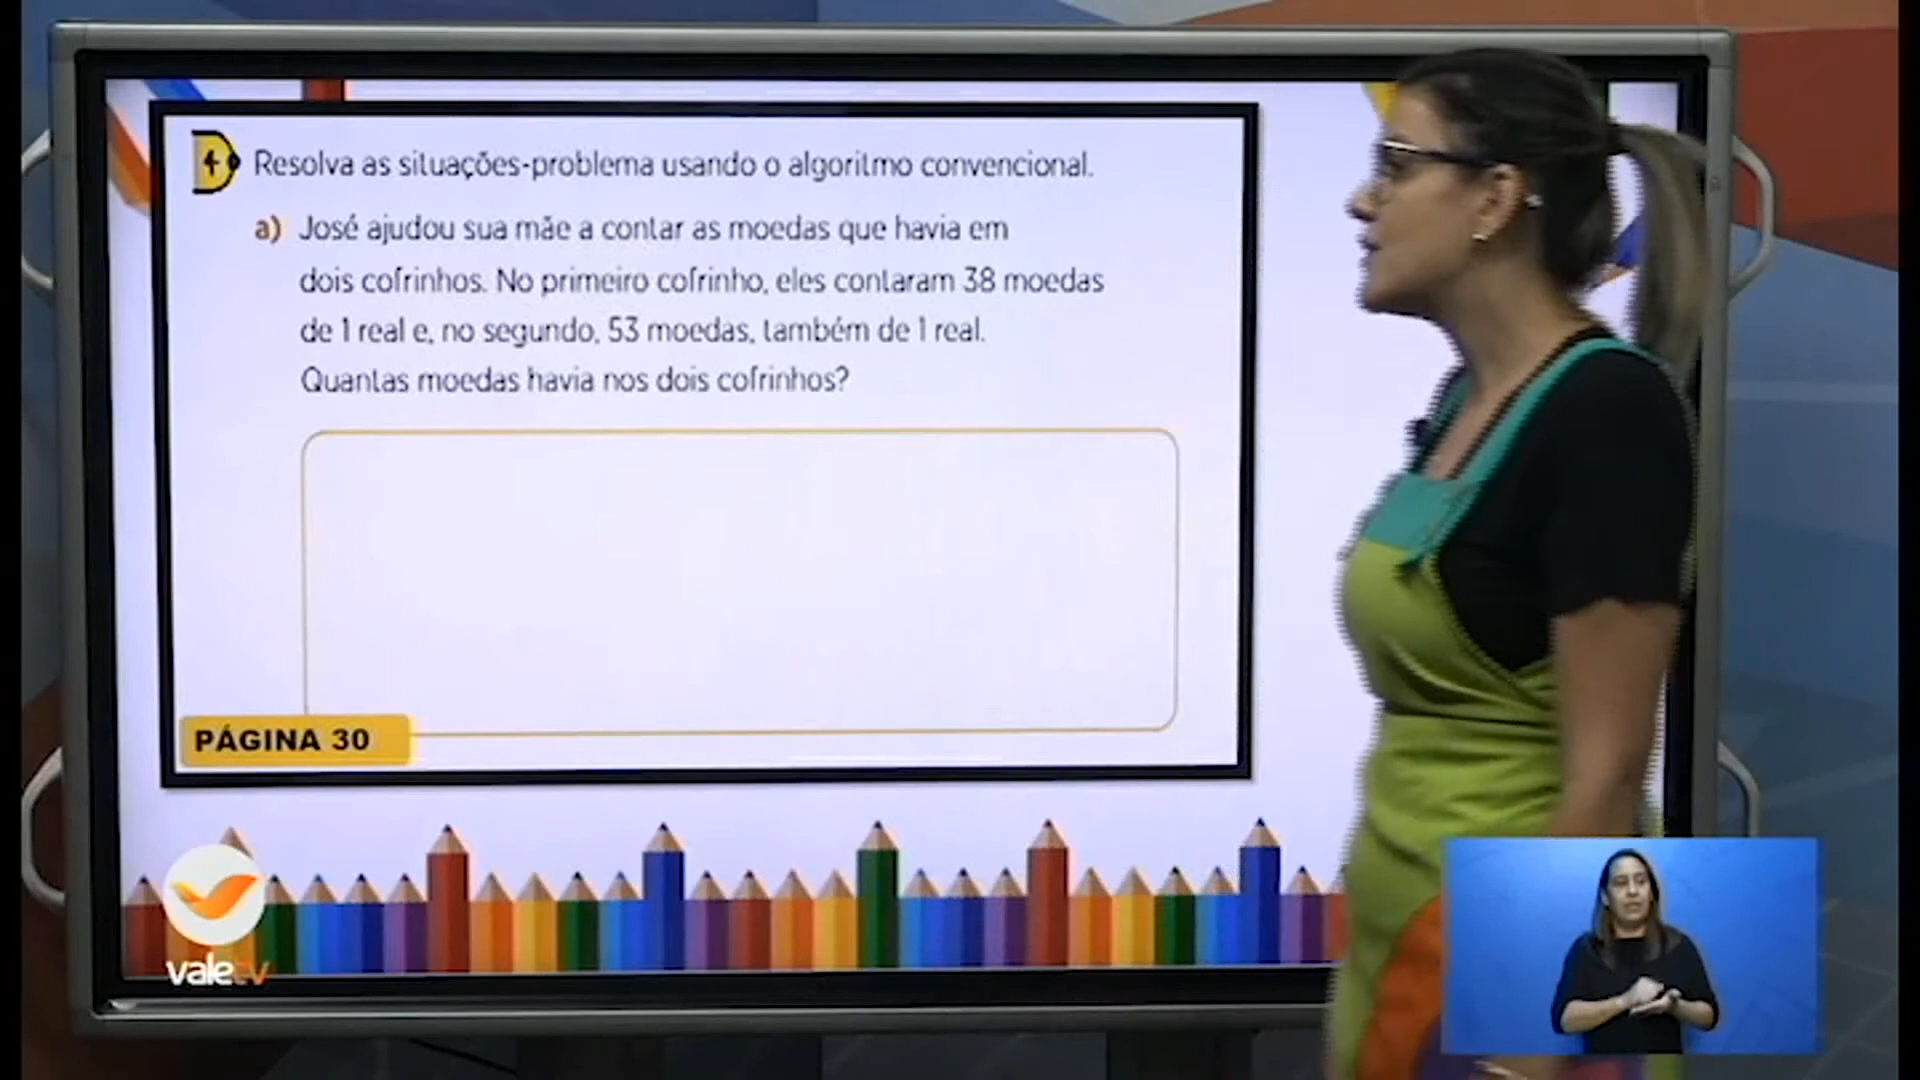 4 Resolva as situações-problema usando o algoritmo convencional.
a) José ajudou sua mãe a contar as moedas que havia em
dois cofrinhos. No primeiro cofrinho, eles contaram 38 moedas
de 1 real e, no segundo, 53 moedas, também de 1 real.
Quantas moedas havia nos dois cofrinhos?
PÁGINA 30
valetv